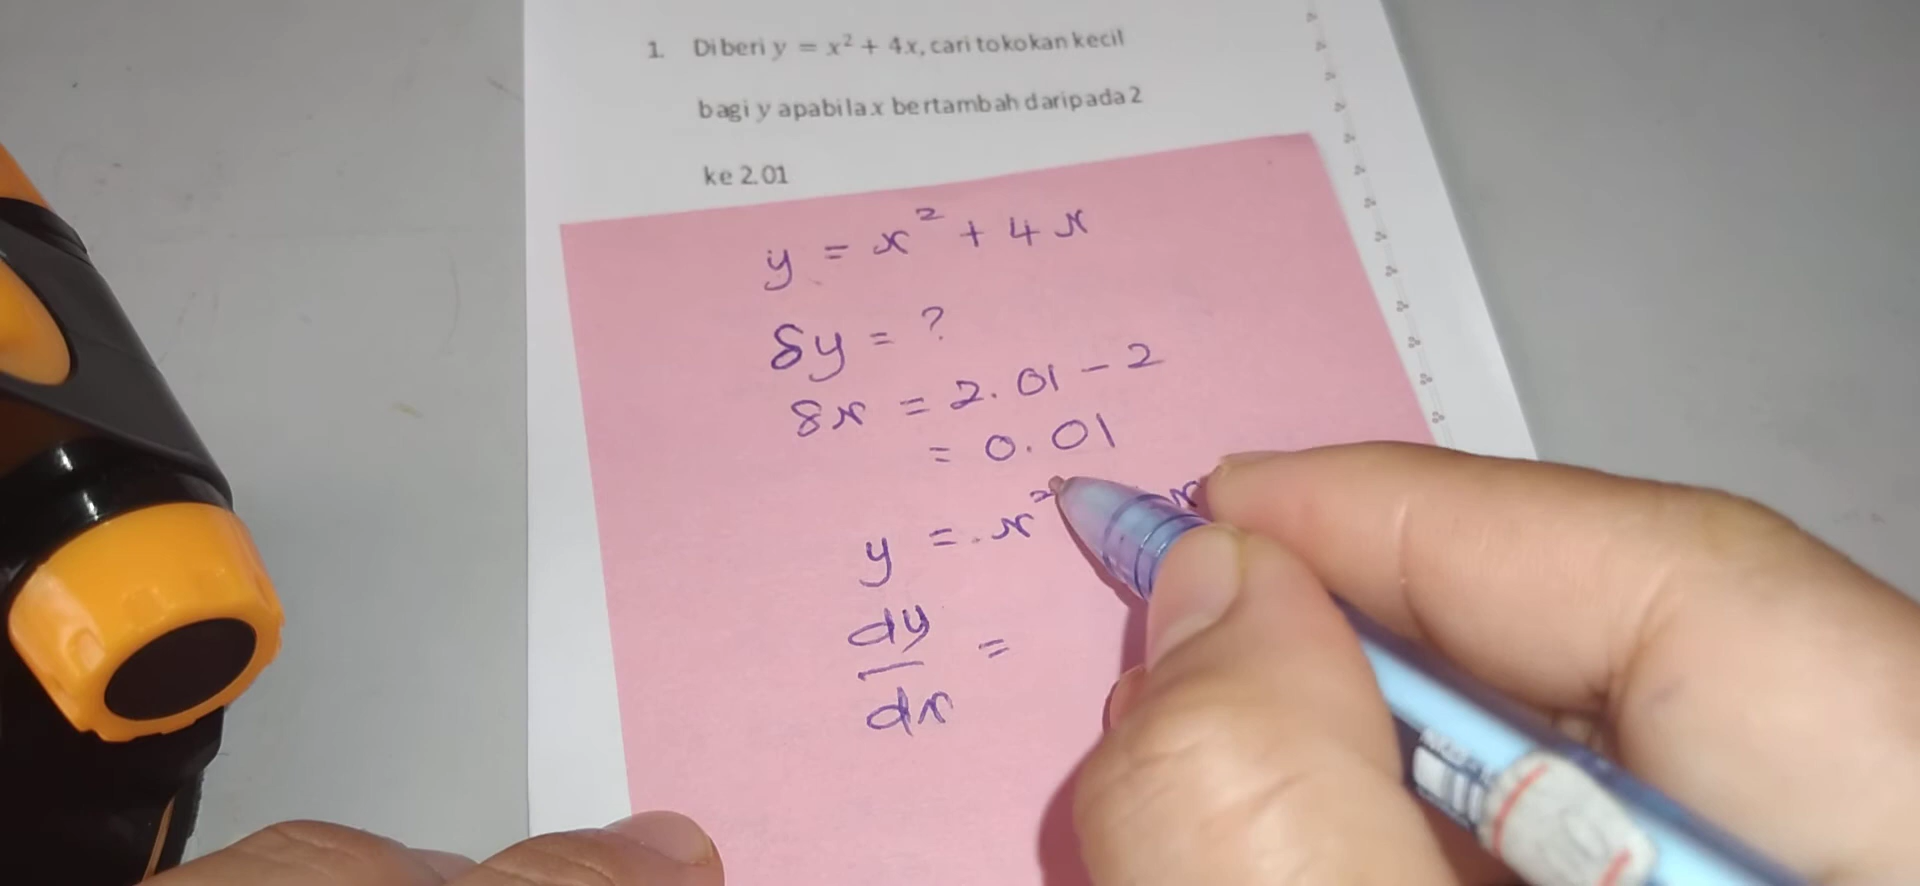 1. Diberi y = x² + 4x, cari tokokan kecil
bagi y apabila x bertambah daripada 2
ke 2.01
y = x² + 4x
δy = ?
δx = 2.01 - 2
= 0.01
y = x² x
dy
— =
dx